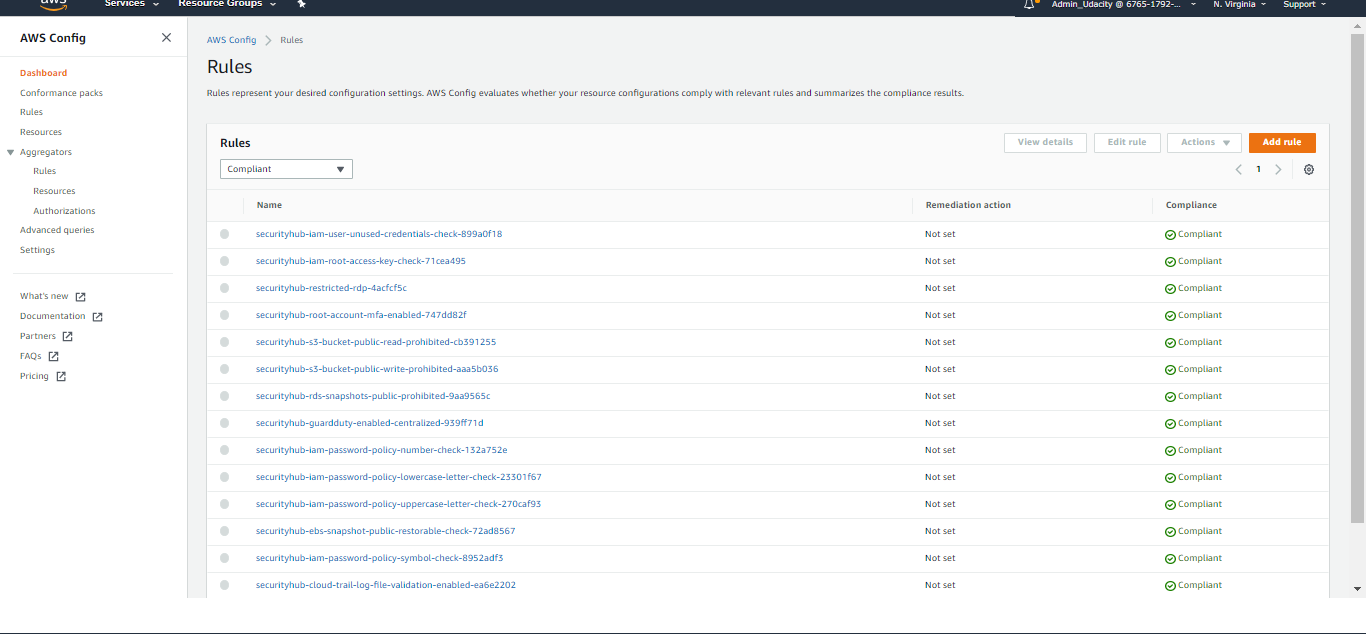 aws Services Resource Groups Admin_Udacity @ 6765-1792-... N. Virginia Support
AWS Config
Dashboard
Conformance packs
Rules
Resources
Aggregators
Rules
Resources
Authorizations
Advanced queries
Settings
What's new
Documentation
Partners
FAQs
Pricing
AWS Config > Rules
Rules
Rules represent your desired configuration settings. AWS Config evaluates whether your resource configurations comply with relevant rules and summarizes the compliance results.
Rules View details Edit rule Actions Add rule
Compliant 1
Name Remediation action Compliance
securityhub-iam-user-unused-credentials-check-899a0f18 Not set Compliant
securityhub-iam-root-access-key-check-71cea495 Not set Compliant
securityhub-restricted-rdp-4acfcf5c Not set Compliant
securityhub-root-account-mfa-enabled-747dd82f Not set Compliant
securityhub-s3-bucket-public-read-prohibited-cb391255 Not set Compliant
securityhub-s3-bucket-public-write-prohibited-aaa5b036 Not set Compliant
securityhub-rds-snapshots-public-prohibited-9aa9565c Not set Compliant
securityhub-guardduty-enabled-centralized-939ff71d Not set Compliant
securityhub-iam-password-policy-number-check-132a752e Not set Compliant
securityhub-iam-password-policy-lowercase-letter-check-23301f67 Not set Compliant
securityhub-iam-password-policy-uppercase-letter-check-270caf93 Not set Compliant
securityhub-ebs-snapshot-public-restorable-check-72ad8567 Not set Compliant
securityhub-iam-password-policy-symbol-check-8952adf3 Not set Compliant
securityhub-cloud-trail-log-file-validation-enabled-ea6e2202 Not set Compliant